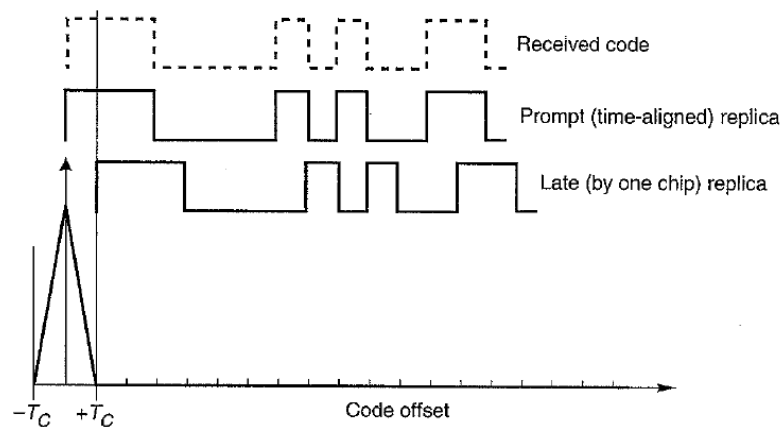 Received code
Prompt (time-aligned) replica
Late (by one chip) replica
−T_C +T_C Code offset